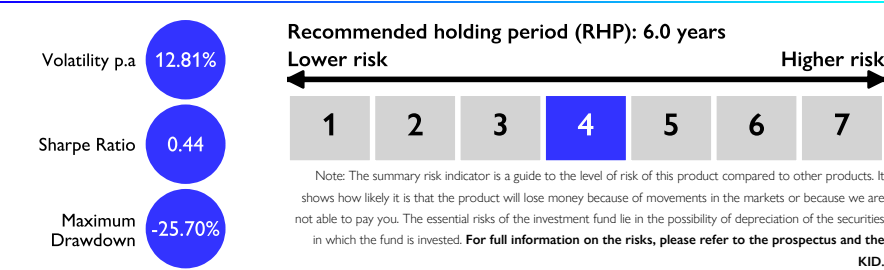 Volatility p.a
12.81%
Sharpe Ratio
0.44
Maximum
Drawdown
-25.70%
Recommended holding period (RHP): 6.0 years
Lower risk
Higher risk
1 2 3 4 5 6 7
Note: The summary risk indicator is a guide to the level of risk of this product compared to other products. It
shows how likely it is that the product will lose money because of movements in the markets or because we are
not able to pay you. The essential risks of the investment fund lie in the possibility of depreciation of the securities
in which the fund is invested. For full information on the risks, please refer to the prospectus and the
KID.